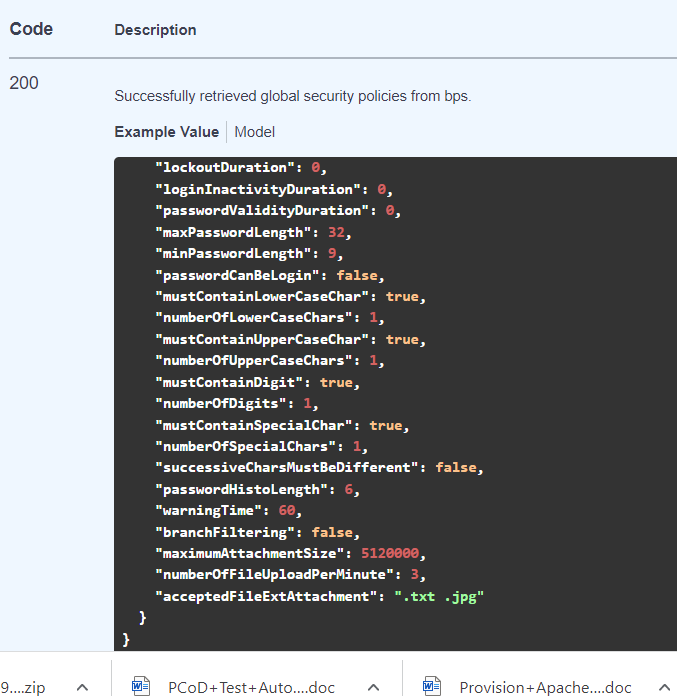 Code Description
200
Successfully retrieved global security policies from bps.
Example Value Model
"lockoutDuration": 0,
"loginInactivityDuration": 0,
"passwordValidityDuration": 0,
"maxPasswordLength": 32,
"minPasswordLength": 9,
"passwordCanBeLogin": false,
"mustContainLowerCaseChar": true,
"numberOfLowerCaseChars": 1,
"mustContainUpperCaseChar": true,
"numberOfUpperCaseChars": 1,
"mustContainDigit": true,
"numberOfDigits": 1,
"mustContainSpecialChar": true,
"numberOfSpecialChars": 1,
"successiveCharsMustBeDifferent": false,
"passwordHistoLength": 6,
"warningTime": 60,
"branchFiltering": false,
"maximumAttachmentSize": 5120000,
"numberOfFileUploadPerMinute": 3,
"acceptedFileExtAttachment": ".txt .jpg"
}
}
9....zip PCoD+Test+Auto....doc Provision+Apache....doc